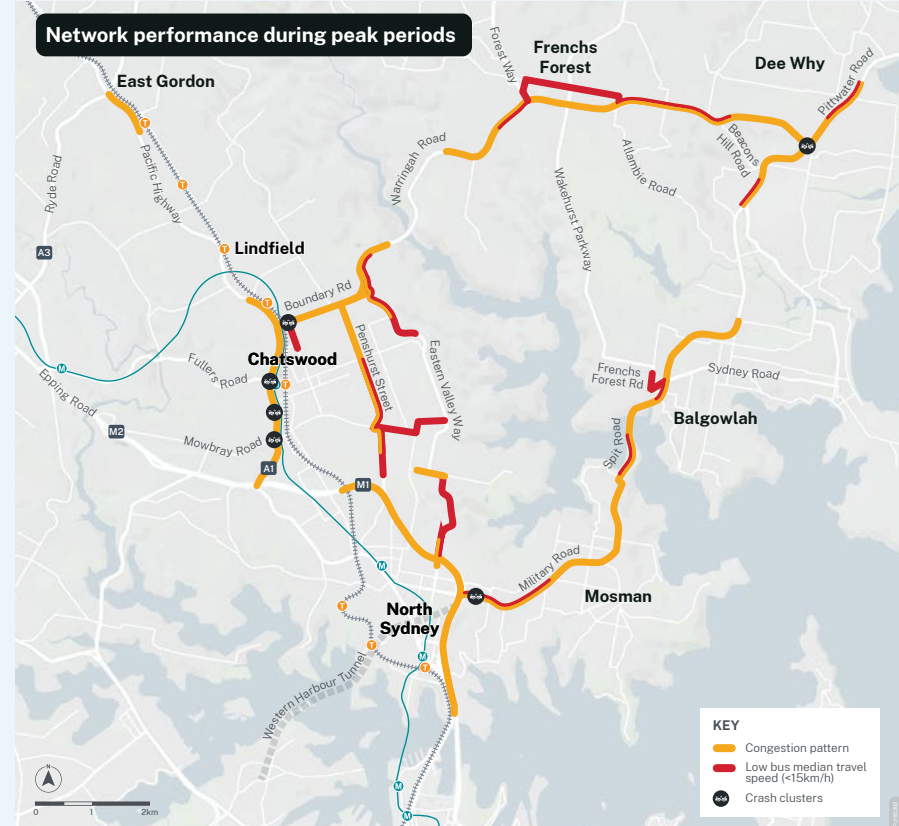 Network performance during peak periods
Forest Way
Frenchs
Forest
Dee Why
Pittwater Road
East Gordon
T
Beacons
Hill Road
Warringah Road
Allambie Road
Ryde Road
Pacific Highway
T
Wakehurst Parkway
A3
T
Lindfield
Boundary Rd
T
Penshurst Street
Chatswood
Eastern Valley Way
Fullers Road
M
T
Frenchs
Forest Rd
Sydney Road
Epping Road
M2
Balgowlah
Mowbray Road
Spit Road
A1
M1
M
Military Road
Mosman
T
North
Sydney
T
M
T
Western Harbour Tunnel
KEY
Congestion pattern
Low bus median travel
speed (<15km/h)
Crash clusters
N
M
0 1 2km
M